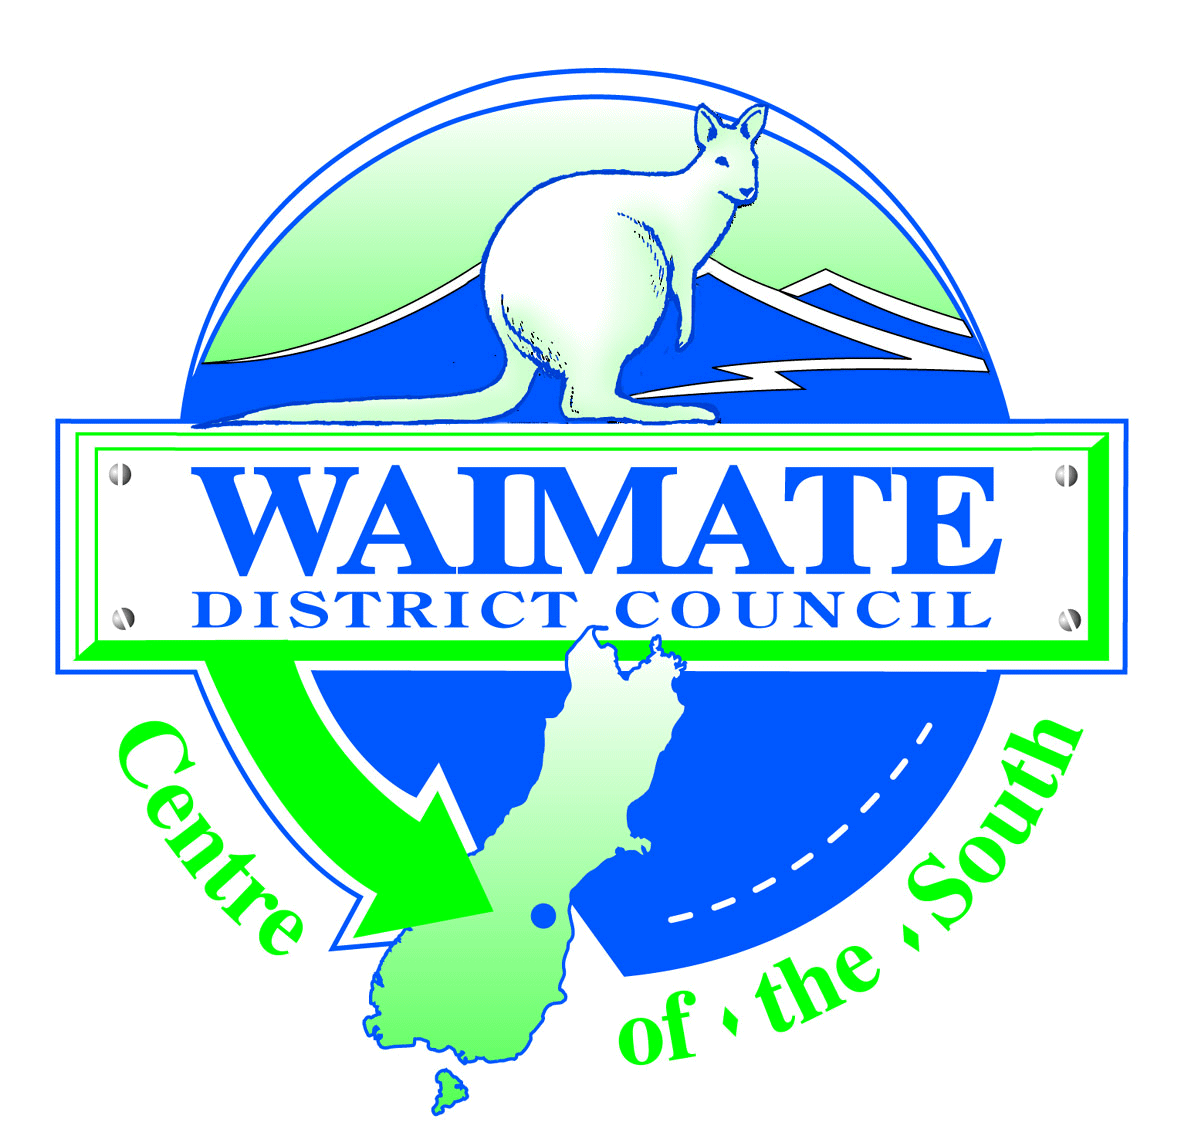 WAIMATE
DISTRICT COUNCIL
Centre of ♦ the ♦ South